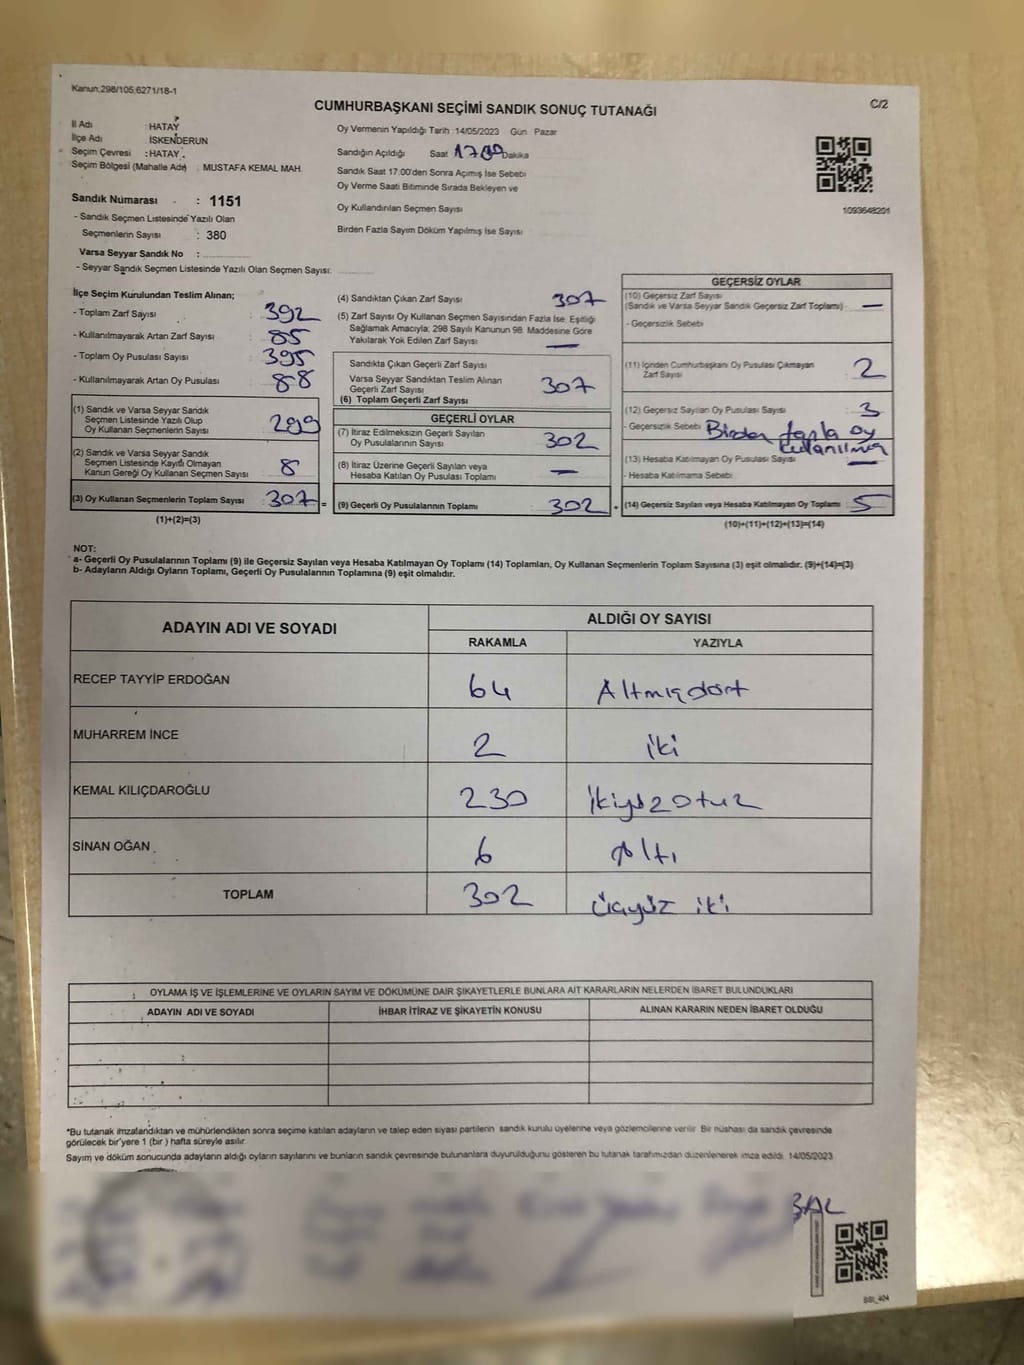 Kanun:298/105;6271/18-1
C/2
CUMHURBAŞKANI SEÇİMİ SANDIK SONUÇ TUTANAĞI
İl Adı : HATAY
İlçe Adı : İSKENDERUN
Seçim Çevresi : HATAY
Seçim Bölgesi (Mahalle Adı) : MUSTAFA KEMAL MAH.
Sandık Numarası : 1151
- Sandık Seçmen Listesinde Yazılı Olan
Seçmenlerin Sayısı : 380
Varsa Seyyar Sandık No :
- Seyyar Sandık Seçmen Listesinde Yazılı Olan Seçmen Sayısı:
Oy Vermenin Yapıldığı Tarih : 14/05/2023 Gün : Pazar
Sandığın Açıldığı Saat 17 00 Dakika
Sandık Saat 17.00'den Sonra Açımış İse Sebebi
Oy Verme Saati Bitiminde Sırada Bekleyen ve
Oy Kullandırılan Seçmen Sayısı
Birden Fazla Sayım Döküm Yapılmış İse Sayısı
1093648201
İlçe Seçim Kurulundan Teslim Alınan;
- Toplam Zarf Sayısı : 392
- Kullanılmayarak Artan Zarf Sayısı : 85
- Toplam Oy Pusulası Sayısı : 395
- Kullanılmayarak Artan Oy Pusulası : 88
(1) Sandık ve Varsa Seyyar Sandık
Seçmen Listesinde Yazılı Olup
Oy Kullanan Seçmenlerin Sayısı : 299
(2) Sandık ve Varsa Seyyar Sandık
Seçmen Listesinde Kayıtlı Olmayan
Kanun Gereği Oy Kullanan Seçmen Sayısı : 8
(3) Oy Kullanan Seçmenlerin Toplam Sayısı : 307 =
(1)+(2)=(3)
(4) Sandıktan Çıkan Zarf Sayısı : 307
(5) Zarf Sayısı Oy Kullanan Seçmen Sayısından Fazla İse, Eşitliği
Sağlamak Amacıyla; 298 Sayılı Kanunun 98. Maddesine Göre
Yakılarak Yok Edilen Zarf Sayısı : —
Sandıkta Çıkan Geçerli Zarf Sayısı
Varsa Seyyar Sandıktan Teslim Alınan
Geçerli Zarf Sayısı
(6) Toplam Geçerli Zarf Sayısı : 307
GEÇERLİ OYLAR
(7) İtiraz Edilmeksizin Geçerli Sayılan
Oy Pusulalarının Sayısı : 302
(8) İtiraz Üzerine Geçerli Sayılan veya
Hesaba Katılan Oy Pusulası Toplamı : —
(9) Geçerli Oy Pusulalarının Toplamı : 302 +
GEÇERSİZ OYLAR
(10) Geçersiz Zarf Sayısı
(Sandık ve Varsa Seyyar Sandık Geçersiz Zarf Toplamı) : —
- Geçersizlik Sebebi
(11) İçinden Cumhurbaşkanı Oy Pusulası Çıkmayan
Zarf Sayısı : 2
(12) Geçersiz Sayılan Oy Pusulası Sayısı : 3
- Geçersizlik Sebebi Birden fazla oy
kullanılma
(13) Hesaba Katılmayan Oy Pusulası Sayısı : —
- Hesaba Katılmama Sebebi
(14) Geçersiz Sayılan veya Hesaba Katılmayan Oy Toplamı : 5
(10)+(11)+(12)+(13)=(14)
NOT:
a- Geçerli Oy Pusulalarının Toplamı (9) ile Geçersiz Sayılan veya Hesaba Katılmayan Oy Toplamı (14) Toplamları, Oy Kullanan Seçmenlerin Toplam Sayısına (3) eşit olmalıdır. (9)+(14)=(3)
b- Adayların Aldığı Oyların Toplamı, Geçerli Oy Pusulalarının Toplamına (9) eşit olmalıdır.
ADAYIN ADI VE SOYADI
ALDIĞI OY SAYISI
RAKAMLA YAZIYLA
RECEP TAYYİP ERDOĞAN 64 Altmışdört
MUHARREM İNCE 2 iki
KEMAL KILIÇDAROĞLU 230 ikiyüzotuz
SİNAN OĞAN 6 Altı
TOPLAM 302 üçyüz iki
OYLAMA İŞ VE İŞLEMLERİNE VE OYLARIN SAYIM VE DÖKÜMÜNE DAİR ŞİKAYETLERLE BUNLARA AİT KARARLARIN NELERDEN İBARET BULUNDUKLARI
ADAYIN ADI VE SOYADI İHBAR İTİRAZ VE ŞİKAYETİN KONUSU ALINAN KARARIN NEDEN İBARET OLDUĞU
*Bu tutanak imzalandıktan ve mühürlendikten sonra seçime katılan adayların ve talep eden siyasi partilerin sandık kurulu üyelerine veya gözlemcilerine verilir. Bir nüshası da sandık çevresinde
görülecek bir yere 1 (bir) hafta süreyle asılır.
Sayım ve döküm sonucunda adayların aldığı oyların sayılarını ve bunların sandık çevresinde bulunanlara duyurulduğunu gösteren bu tutanak tarafımızdan düzenlenerek imza edildi. 14/05/2023
BAL